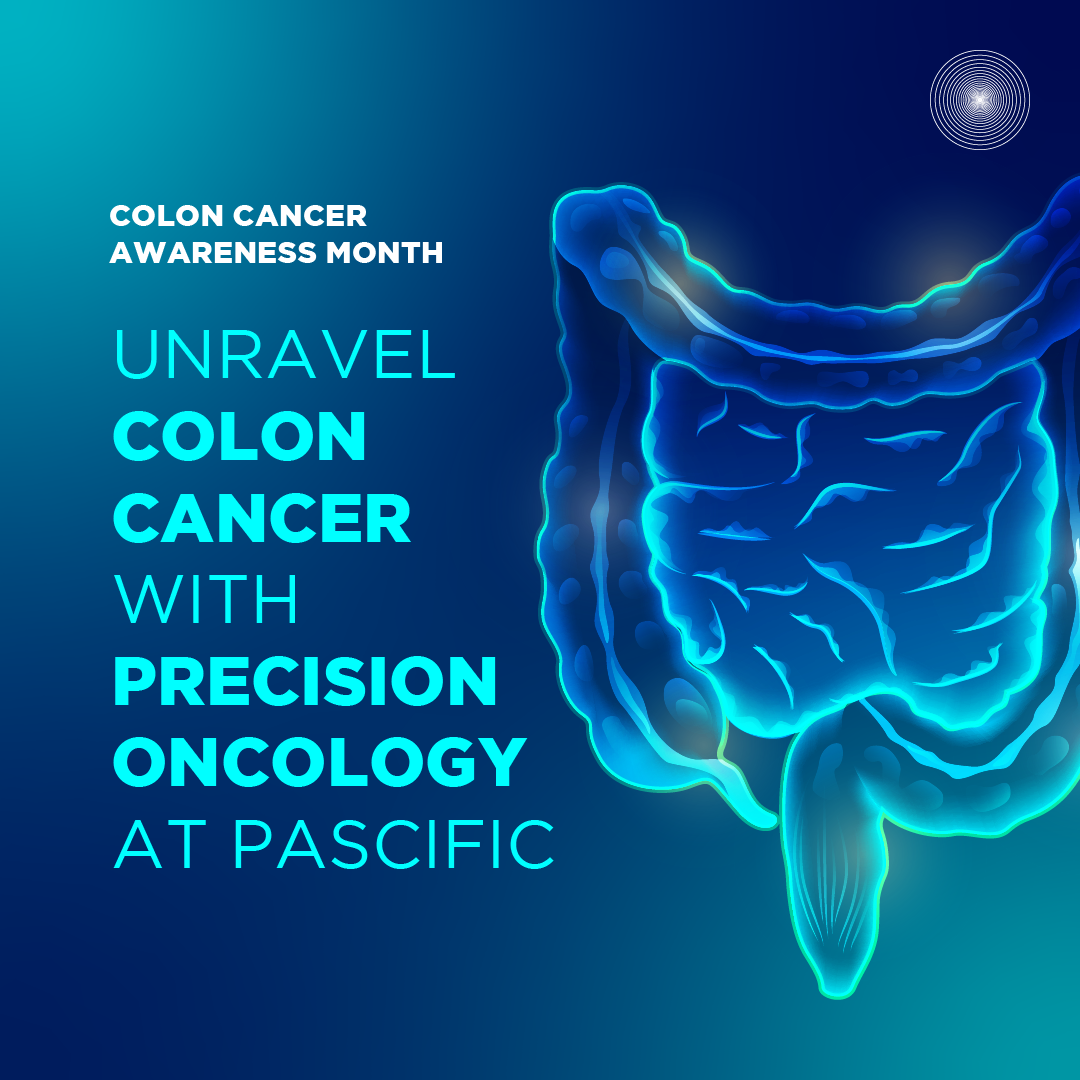 COLON CANCER
AWARENESS MONTH
UNRAVEL
COLON
CANCER
WITH
PRECISION
ONCOLOGY
AT PASCIFIC